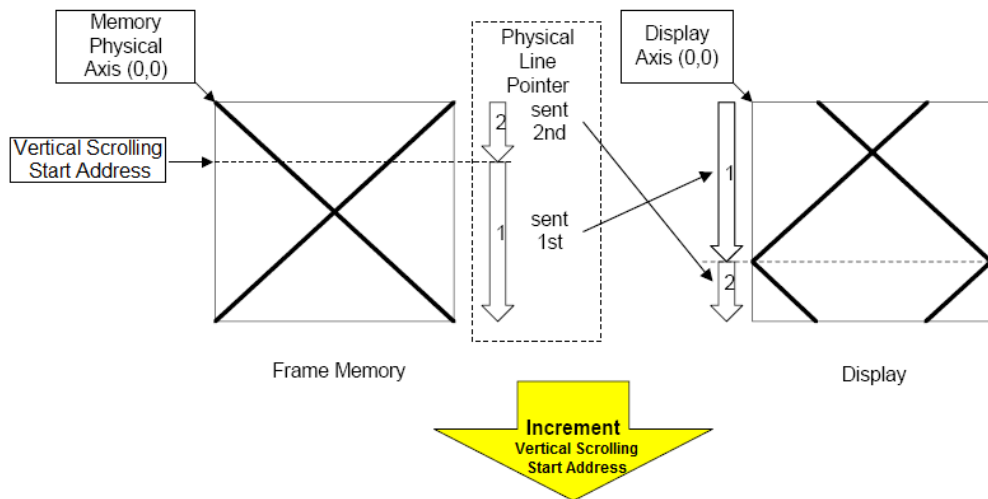 Memory
Physical
Axis (0,0)
Physical
Line
Pointer
Display
Axis (0,0)
2
sent
2nd
Vertical Scrolling
Start Address
1
sent
1st
1
2
Frame Memory
Display
Increment
Vertical Scrolling
Start Address